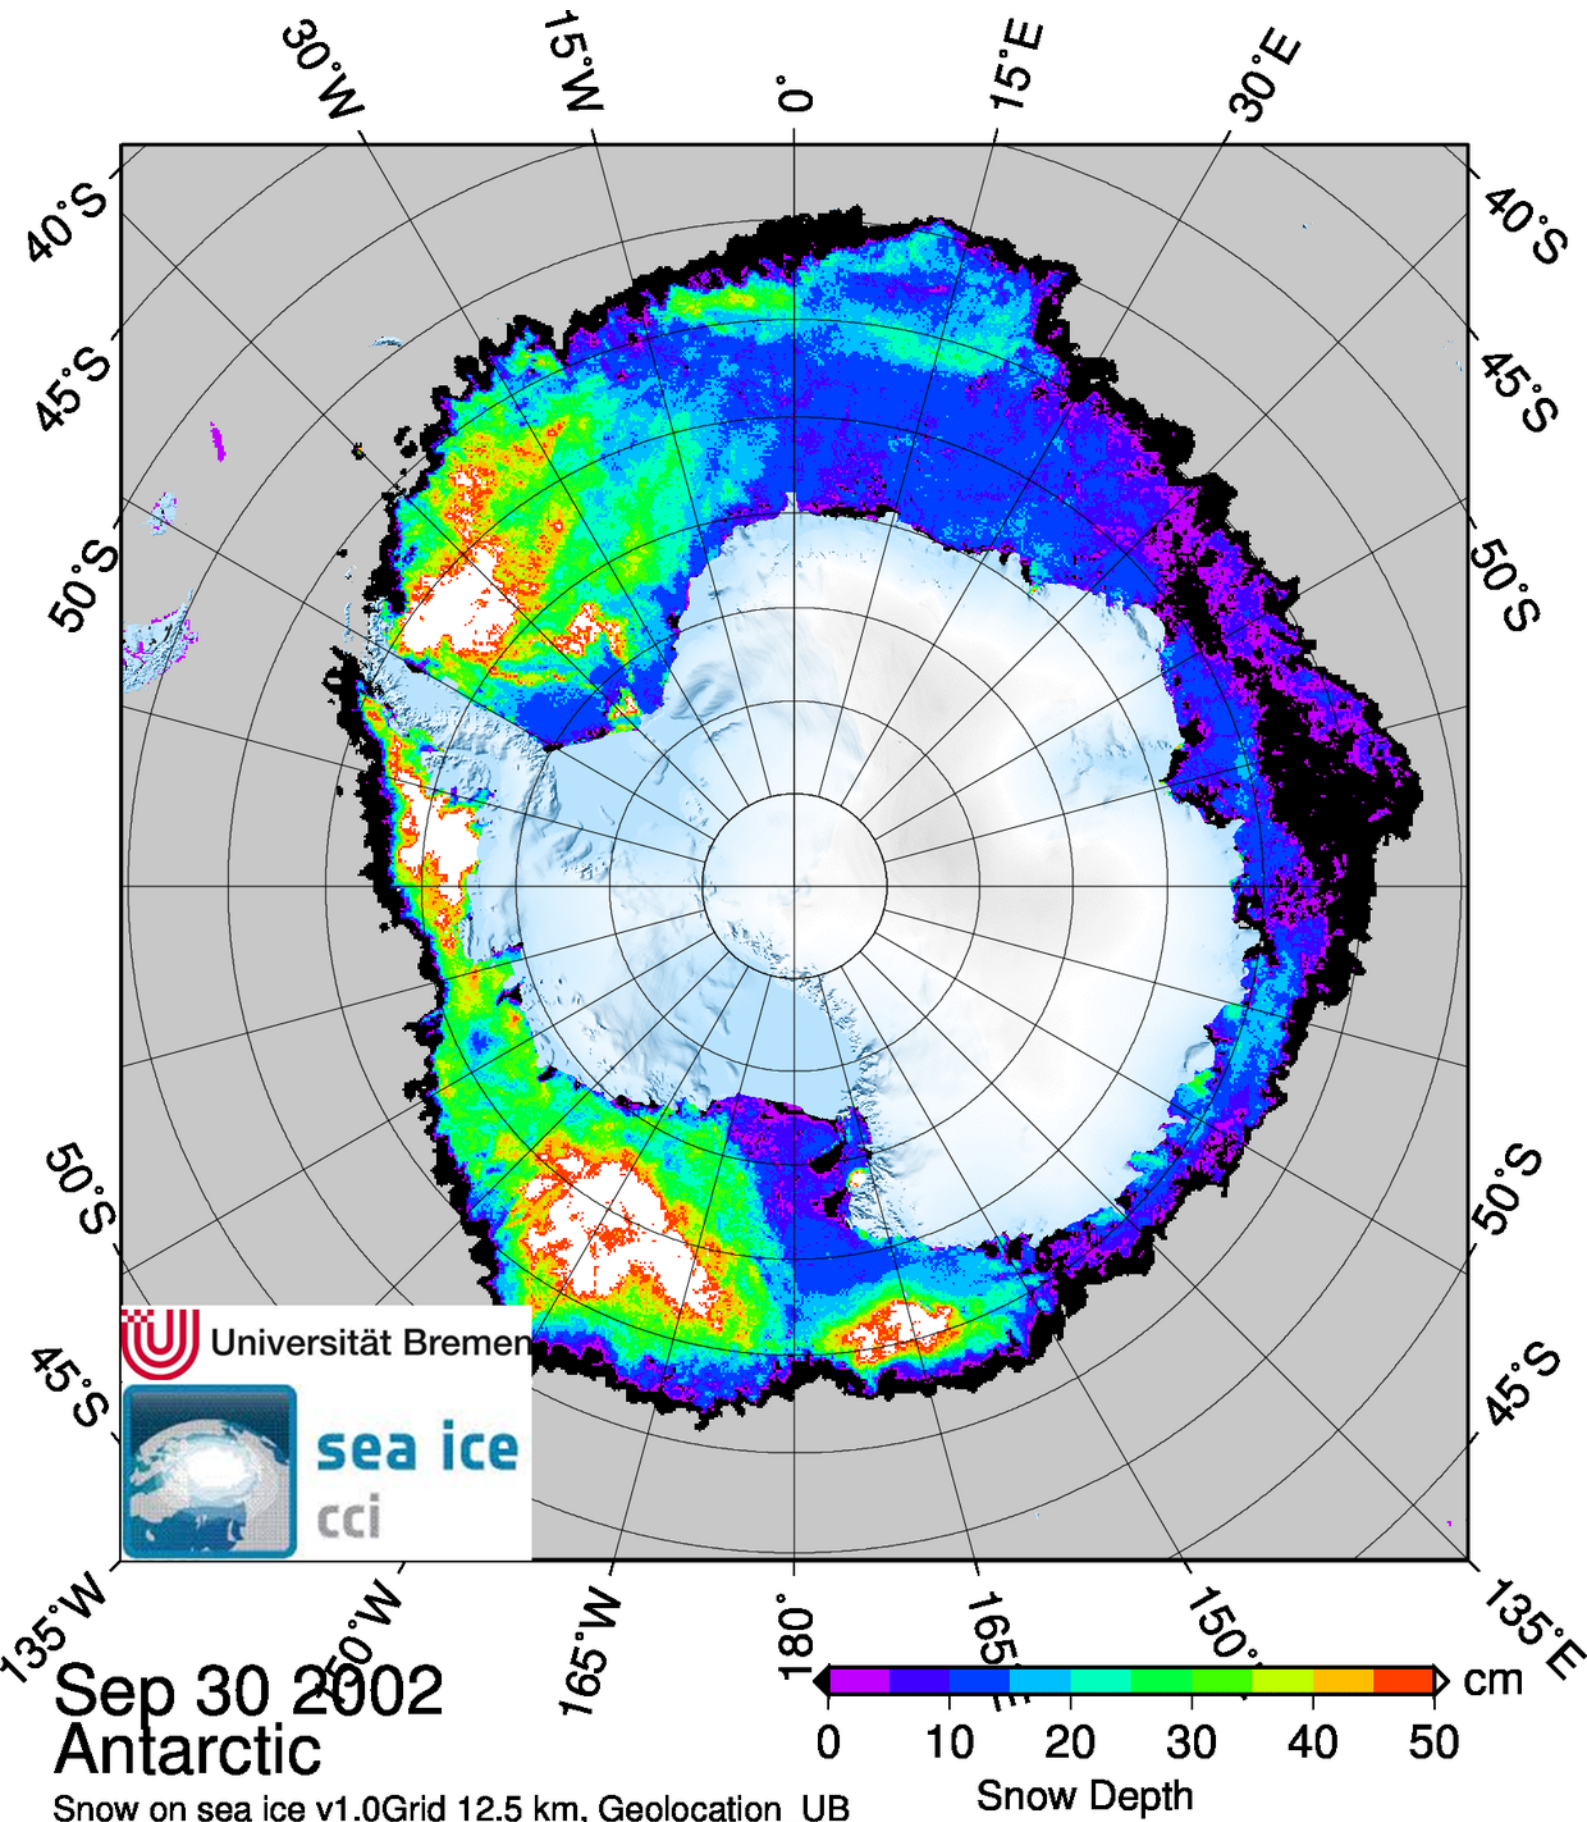 30°W 15°W 0° 15°E 30°E
40°S 40°S
45°S 45°S
50°S 50°S
50°S 50°S
45°S 45°S
Universität Bremen
sea ice
cci
135°W 165°W 180° 135°E
Sep 30 2002
Antarctic
Snow on sea ice v1.0Grid 12.5 km, Geolocation UB
cm
0 10 20 30 40 50
Snow Depth